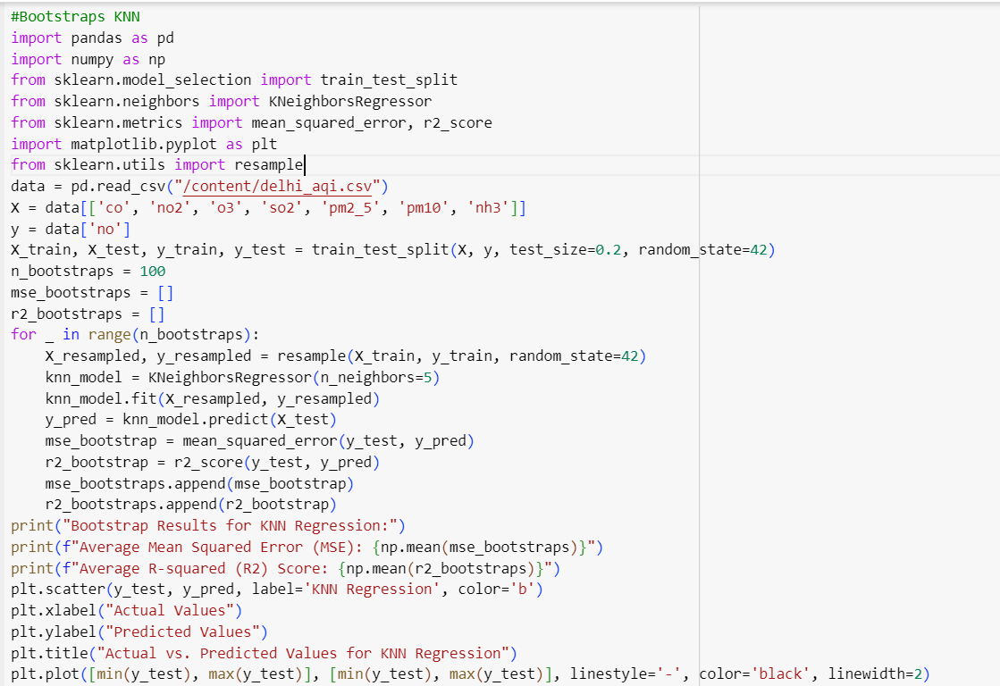 #Bootstraps KNN
import pandas as pd
import numpy as np
from sklearn.model_selection import train_test_split
from sklearn.neighbors import KNeighborsRegressor
from sklearn.metrics import mean_squared_error, r2_score
import matplotlib.pyplot as plt
from sklearn.utils import resample
data = pd.read_csv("/content/delhi_aqi.csv")
X = data[['co', 'no2', 'o3', 'so2', 'pm2_5', 'pm10', 'nh3']]
y = data['no']
X_train, X_test, y_train, y_test = train_test_split(X, y, test_size=0.2, random_state=42)
n_bootstraps = 100
mse_bootstraps = []
r2_bootstraps = []
for _ in range(n_bootstraps):
    X_resampled, y_resampled = resample(X_train, y_train, random_state=42)
    knn_model = KNeighborsRegressor(n_neighbors=5)
    knn_model.fit(X_resampled, y_resampled)
    y_pred = knn_model.predict(X_test)
    mse_bootstrap = mean_squared_error(y_test, y_pred)
    r2_bootstrap = r2_score(y_test, y_pred)
    mse_bootstraps.append(mse_bootstrap)
    r2_bootstraps.append(r2_bootstrap)
print("Bootstrap Results for KNN Regression:")
print(f"Average Mean Squared Error (MSE): {np.mean(mse_bootstraps)}")
print(f"Average R-squared (R2) Score: {np.mean(r2_bootstraps)}")
plt.scatter(y_test, y_pred, label='KNN Regression', color='b')
plt.xlabel("Actual Values")
plt.ylabel("Predicted Values")
plt.title("Actual vs. Predicted Values for KNN Regression")
plt.plot([min(y_test), max(y_test)], [min(y_test), max(y_test)], linestyle='-', color='black', linewidth=2)